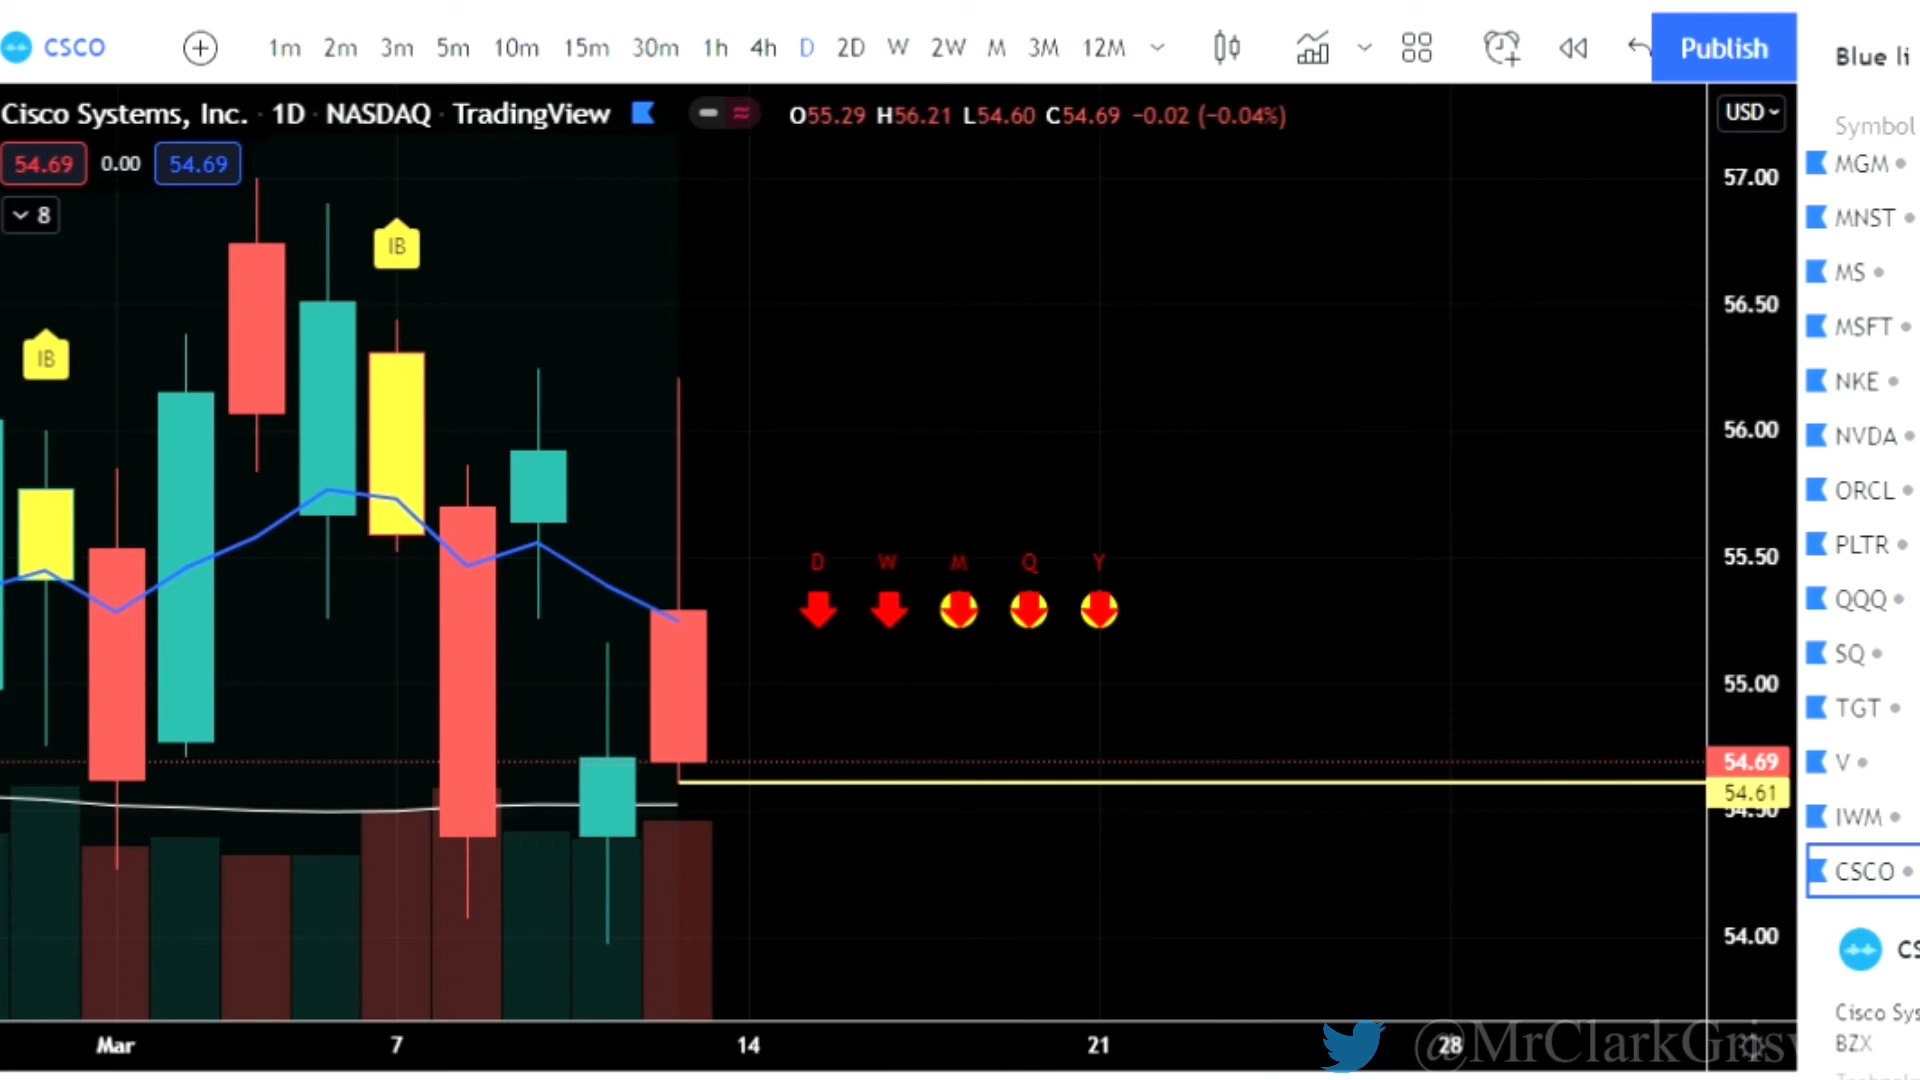 CSCO 1m 2m 3m 5m 10m 15m 30m 1h 4h D 2D W 2W M 3M 12M Publish
Blue li
Cisco Systems, Inc. · 1D · NASDAQ · TradingView O55.29 H56.21 L54.60 C54.69 −0.02 (−0.04%)
USD
Symbol
54.69 0.00 54.69
8
IB
IB
D W M Q Y
57.00
56.50
56.00
55.50
55.00
54.69
54.61
54.50
54.00
Mar 7 14 21 28
@MrClarkGrisw
MGM
MNST
MS
MSFT
NKE
NVDA
ORCL
PLTR
QQQ
SQ
TGT
V
IWM
CSCO
CS
Cisco Sys
BZX